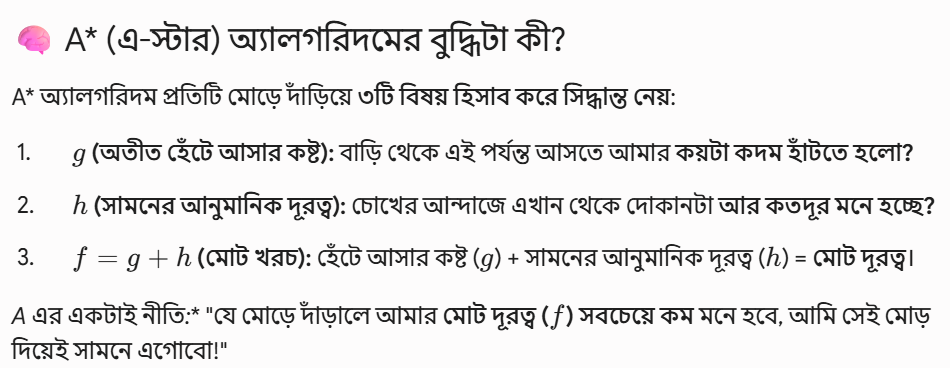 🧠 A* (এ-স্টার) অ্যালগরিদমের বুদ্ধিটা কী?
A* অ্যালগরিদম প্রতিটি মোড়ে দাঁড়িয়ে ৩টি বিষয় হিসাব করে সিদ্ধান্ত নেয়:
1. g (অতীত হেঁটে আসার কষ্ট): বাড়ি থেকে এই পর্যন্ত আসতে আমার কয়টা কদম হাঁটতে হলো?
2. h (সামনের আনুমানিক দূরত্ব): চোখের আন্দাজে এখান থেকে দোকানটা আর কতদূর মনে হচ্ছে?
3. f = g + h (মোট খরচ): হেঁটে আসার কষ্ট (g) + সামনের আনুমানিক দূরত্ব (h) = মোট দূরত্ব।
A এর একটাই নীতি:* "যে মোড়ে দাঁড়ালে আমার মোট দূরত্ব (f) সবচেয়ে কম মনে হবে, আমি সেই মোড়
দিয়েই সামনে এগোবো!"